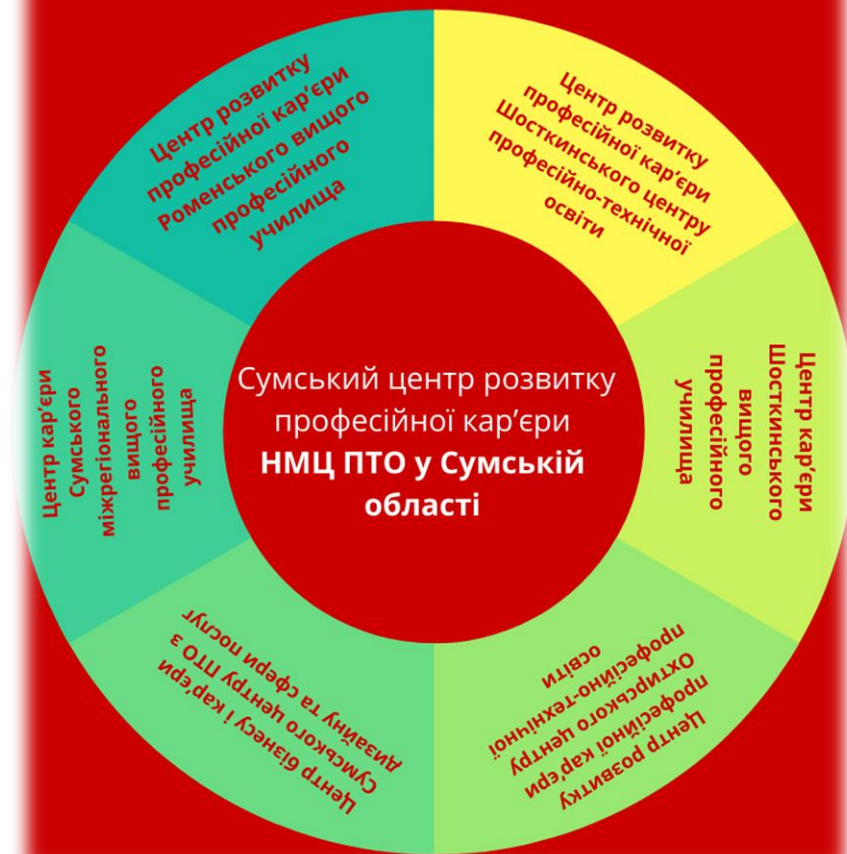 Центр розвитку
професійної кар'єри
Роменського вищого
професійного
училища
Центр розвитку
професійної кар'єри
Шосткинського центру
професійно-технічної
освіти
Центр кар'єри
Шосткинського
вищого
професійного
училища
Центр розвитку
професійної кар'єри
Охтирського центру
професійно-технічної
освіти
Центр бізнесу і кар'єри
Сумського центру ПТО з
дизайну та сфери послуг
Центр кар'єри
Сумського
міжрегіонального
вищого
професійного
училища
Сумський центр розвитку
професійної кар’єри
НМЦ ПТО у Сумській
області